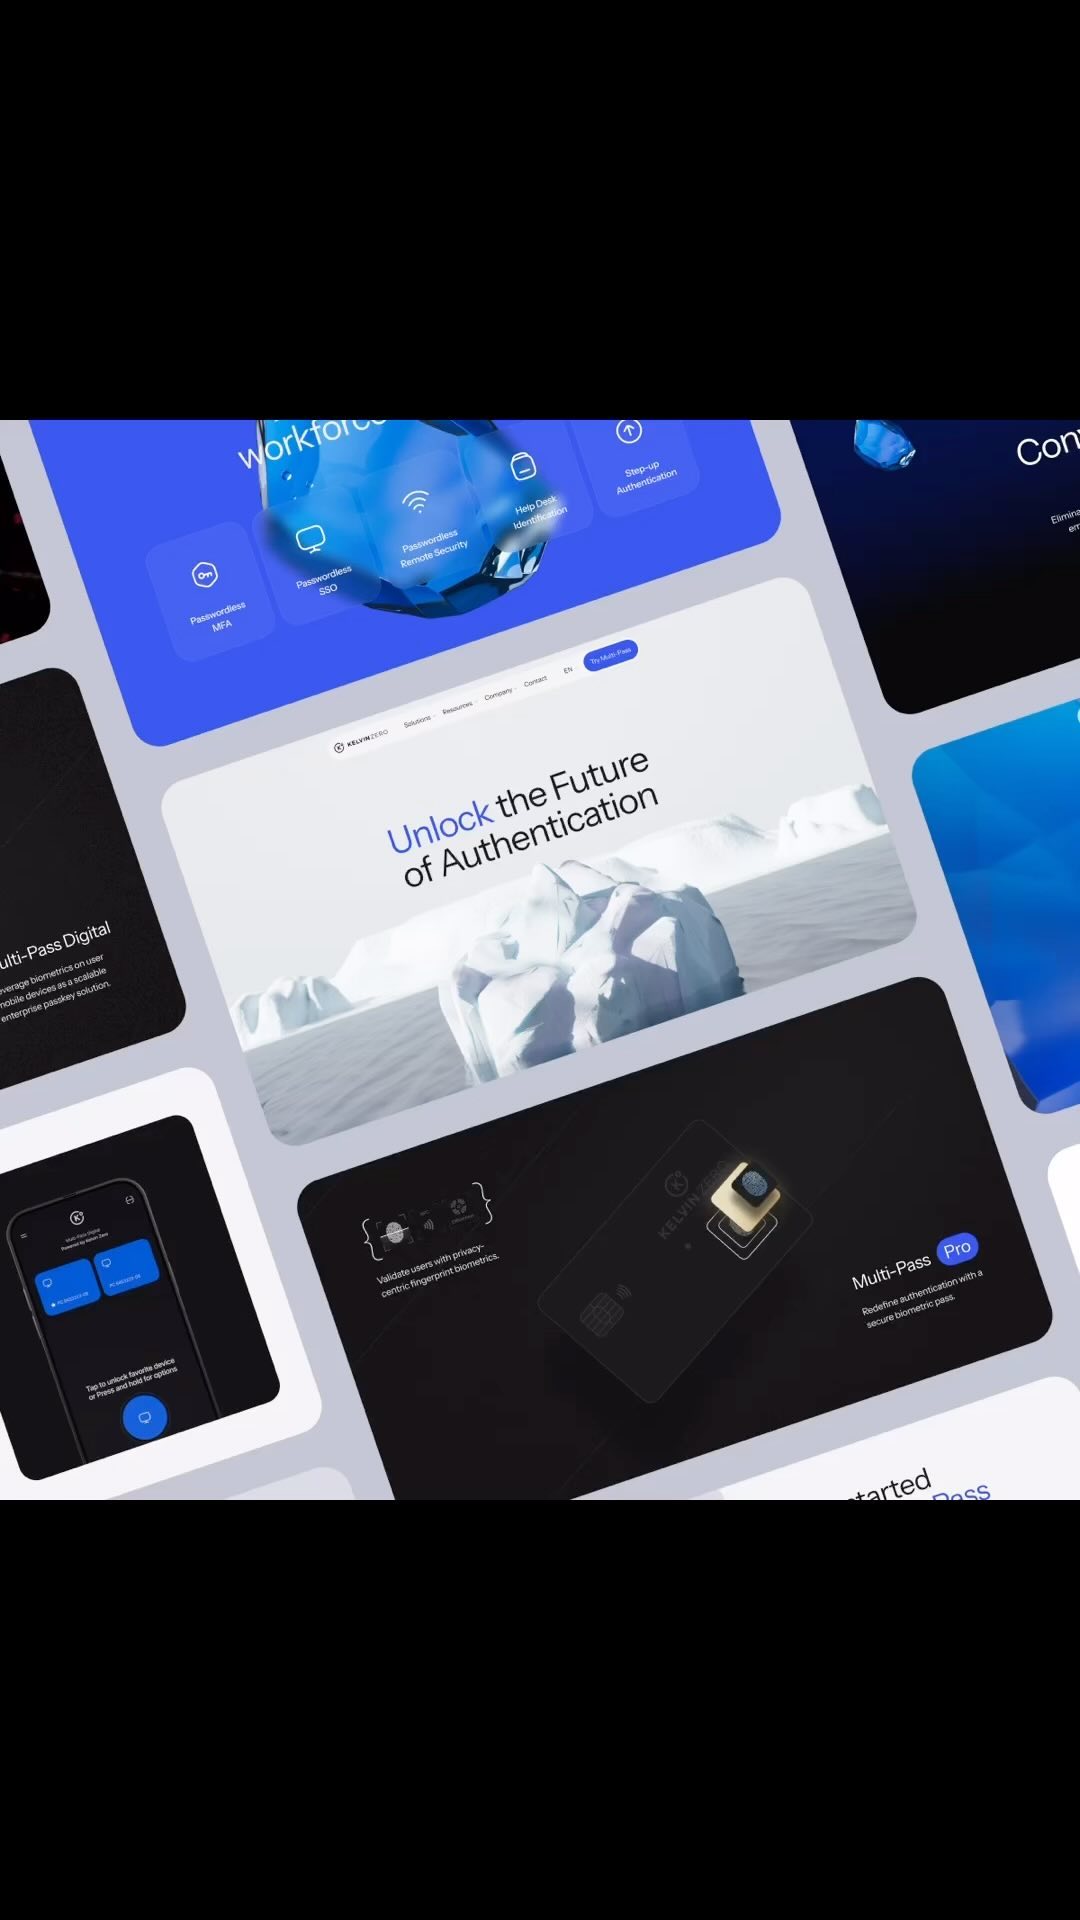 workforce
Passwordless
MFA
Passwordless
SSO
Passwordless
Remote Security
Help Desk
Identification
Step-up
Authentication
KELVIN ZERO
Solutions
Resources
Company
Contact
EN
Try Multi-Pass
Unlock the Future
of Authentication
ulti-Pass Digital
everage biometrics on user
mobile devices as a scalable
enterprise passkey solution.
Multi-Pass Digital
Powered by Kelvin Zero
Tap to unlock favorite device
or Press and hold for options
Validate users with privacy-
centric fingerprint biometrics.
KELVIN ZERO
Multi-Pass Pro
Redefine authentication with a
secure biometric pass.
Con
Elimina
em
started
Pass